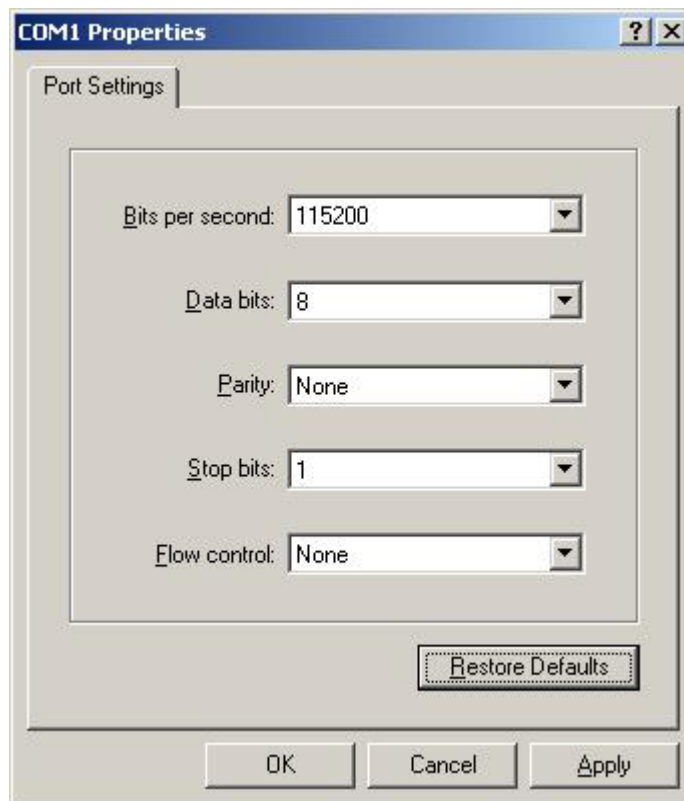 COM1 Properties
Port Settings
Bits per second: 115200
Data bits: 8
Parity: None
Stop bits: 1
Flow control: None
Restore Defaults
OK Cancel Apply